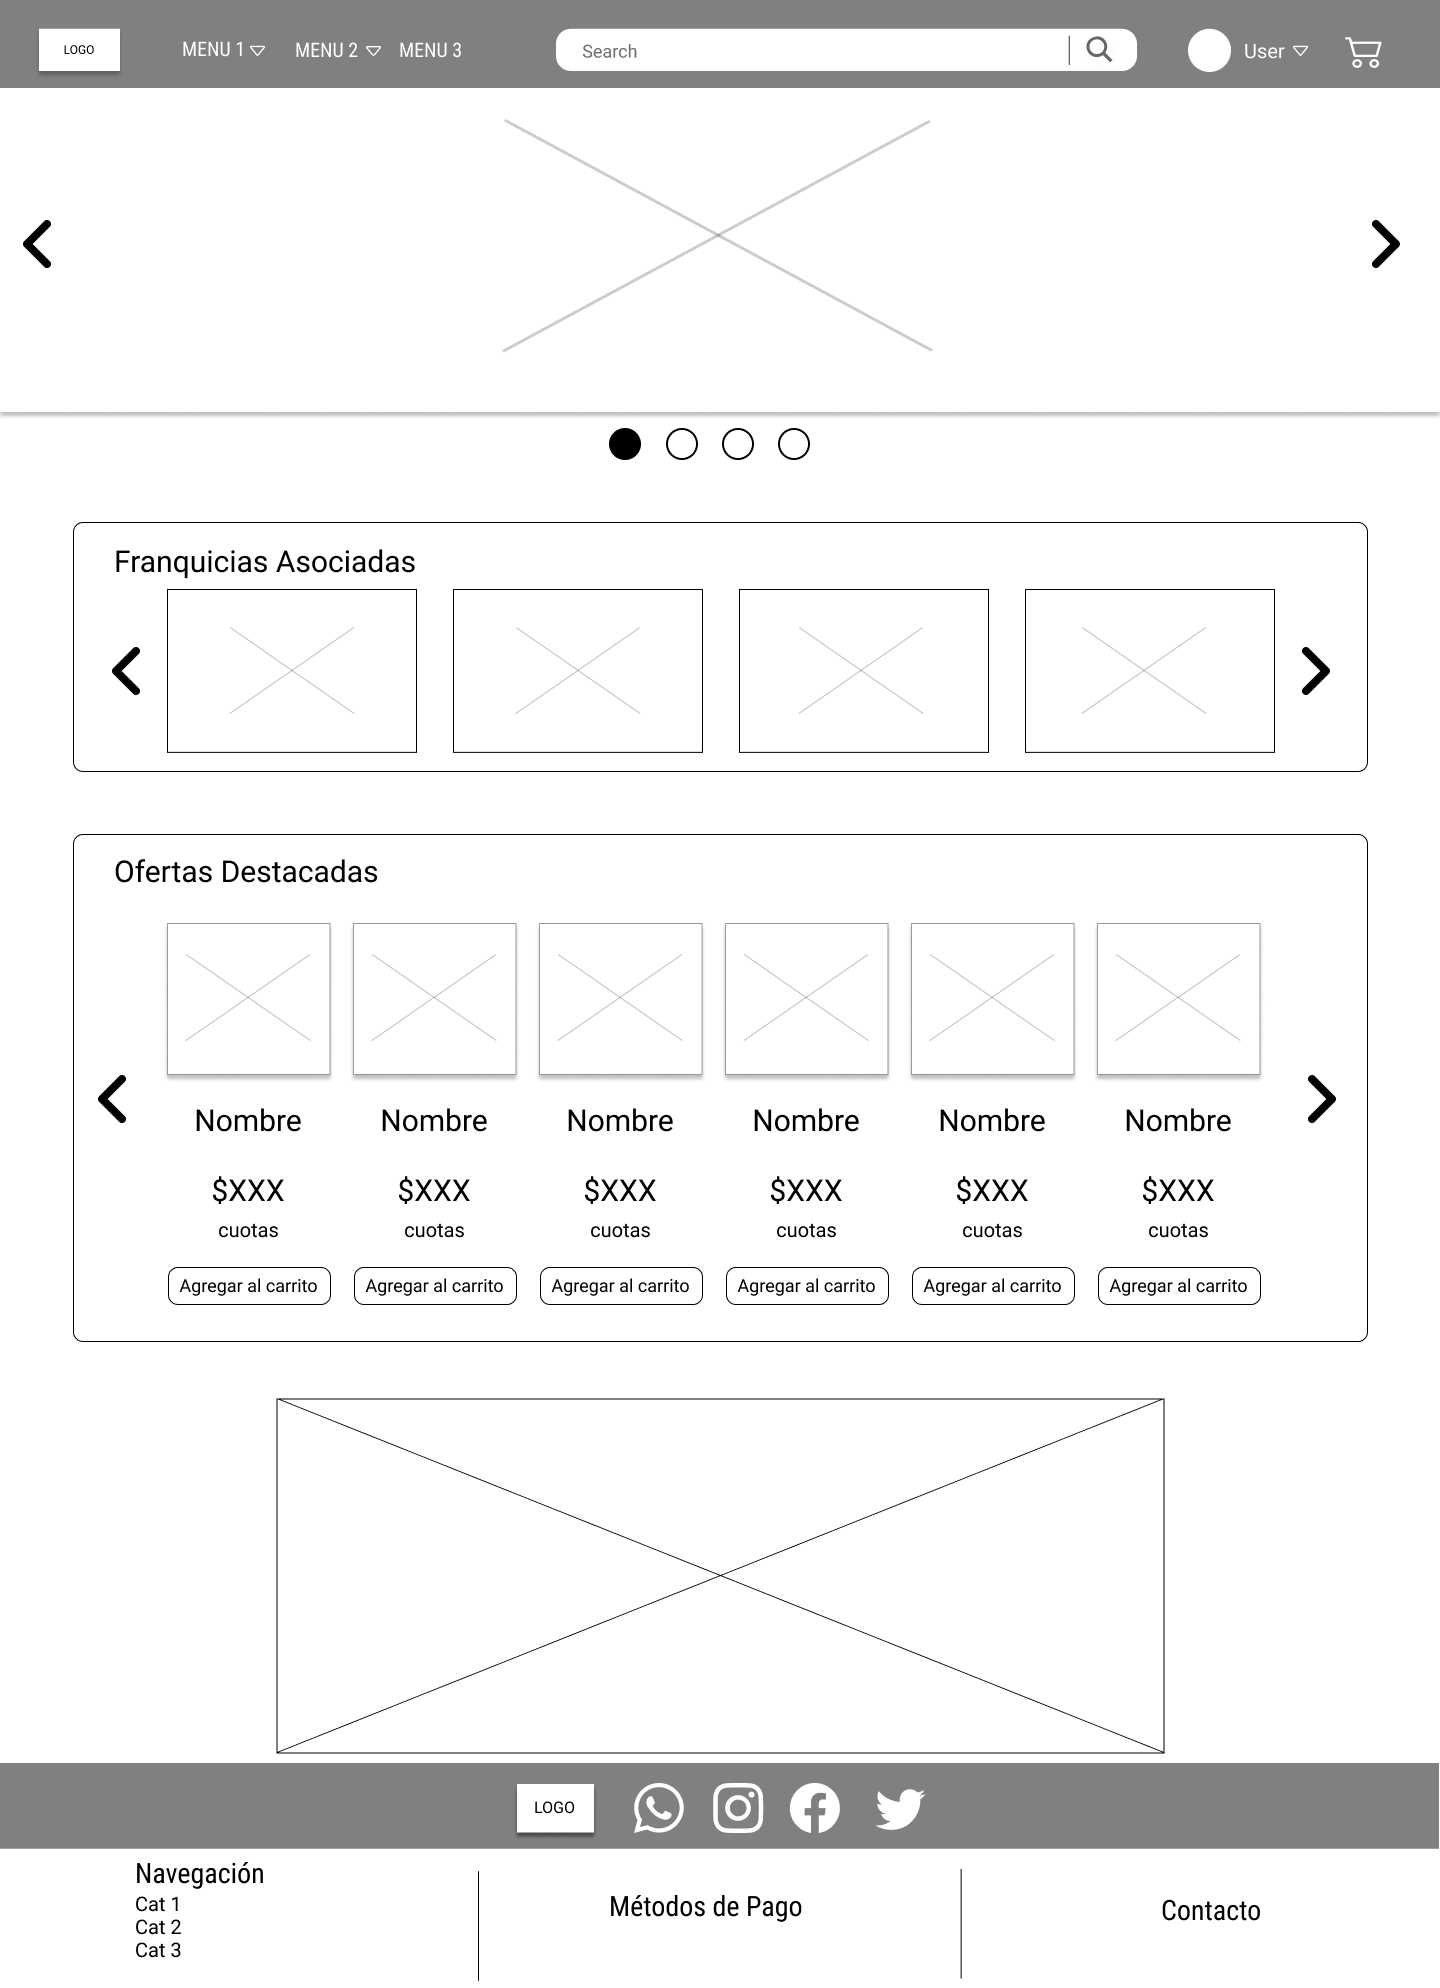 LOGO
MENU 1
MENU 2
MENU 3
Search
User
Franquicias Asociadas
Ofertas Destacadas
Nombre Nombre Nombre Nombre Nombre Nombre
$XXX $XXX $XXX $XXX $XXX $XXX
cuotas cuotas cuotas cuotas cuotas cuotas
Agregar al carrito Agregar al carrito Agregar al carrito Agregar al carrito Agregar al carrito Agregar al carrito
LOGO
Navegación
Cat 1
Cat 2
Cat 3
Métodos de Pago
Contacto